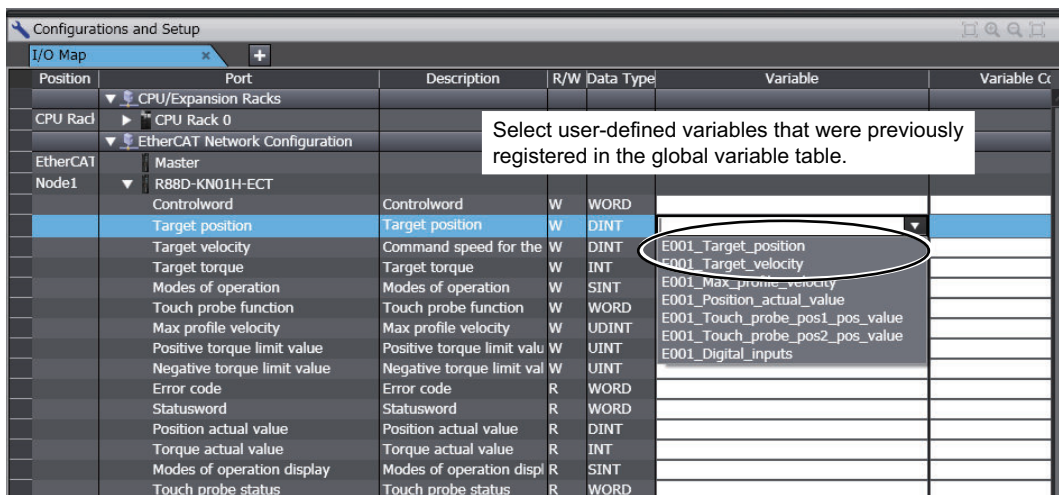 Configurations and Setup
I/O Map × +
Position Port Description R/W Data Type Variable Variable Co
▼ CPU/Expansion Racks
CPU Rack ▶ CPU Rack 0
▼ EtherCAT Network Configuration
Select user-defined variables that were previously
registered in the global variable table.
EtherCAT Master
Node1 ▼ R88D-KN01H-ECT
Controlword Controlword W WORD
Target position Target position W DINT
Target velocity Command speed for the W DINT E001_Target_position
Target torque Target torque W INT E001_Target_velocity
Modes of operation Modes of operation W SINT E001_Max_profile_velocity
Touch probe function Touch probe function W WORD E001_Position_actual_value
Max profile velocity Max profile velocity W UDINT E001_Touch_probe_pos1_pos_value
Positive torque limit value Positive torque limit valu W UINT E001_Touch_probe_pos2_pos_value
Negative torque limit value Negative torque limit val W UINT E001_Digital_inputs
Error code Error code R WORD
Statusword Statusword R WORD
Position actual value Position actual value R DINT
Torque actual value Torque actual value R INT
Modes of operation display Modes of operation displ R SINT
Touch probe status Touch probe status R WORD